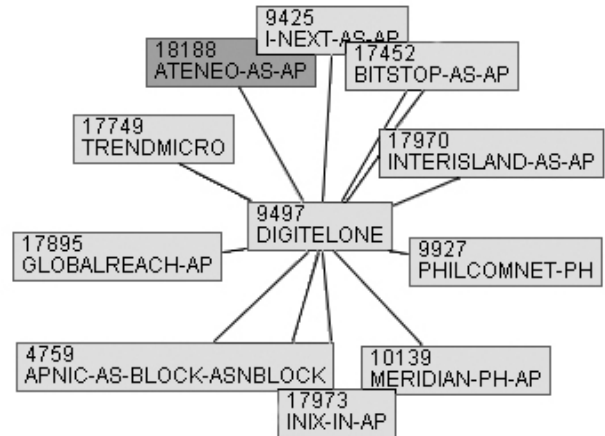 9425
I-NEXT-AS-AP
18188
ATENEO-AS-AP
17452
BITSTOP-AS-AP
17749
TRENDMICRO
17970
INTERISLAND-AS-AP
9497
DIGITELONE
17895
GLOBALREACH-AP
9927
PHILCOMNET-PH
4759
APNIC-AS-BLOCK-ASNBLOCK
10139
MERIDIAN-PH-AP
17973
INIX-IN-AP